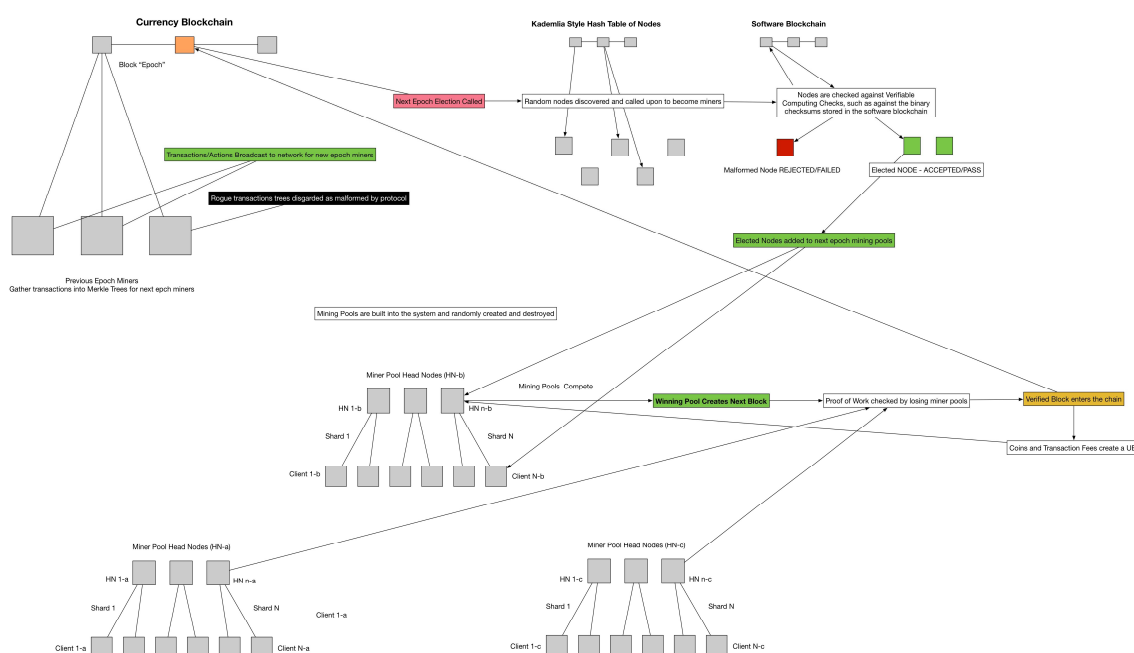 Currency Blockchain
Kademlia Style Hash Table of Nodes
Software Blockchain
Block "Epoch"
Next Epoch Election Called
Random nodes discovered and called upon to become miners
Nodes are checked against Verifiable
Computing Checks, such as against the binary
checksums stored in the software blockchain
Transactions/Actions Broadcast to network for new epoch miners
Malformed Node REJECTED/FAILED
Elected NODE - ACCEPTED/PASS
Rogue transactions trees disgarded as malformed by protocol
Elected Nodes added to next epoch mining pools
Previous Epoch Miners
Gather transactions into Merkle Trees for next epch miners
Mining Pools are built into the system and randomly created and destroyed
Miner Pool Head Nodes (HN-b)
Mining Pools Compete
HN 1-b
HN n-b
Winning Pool Creates Next Block
Proof of Work checked by losing miner pools
Verified Block enters the chain
Shard 1
Shard N
Coins and Transaction Fees create a UB
Client 1-b
Client N-b
Miner Pool Head Nodes (HN-a)
Miner Pool Head Nodes (HN-c)
HN 1-a
HN n-a
HN 1-c
HN n-c
Shard 1
Shard N
Client 1-a
Shard 1
Shard N
Client 1-a
Client N-a
Client 1-c
Client N-c